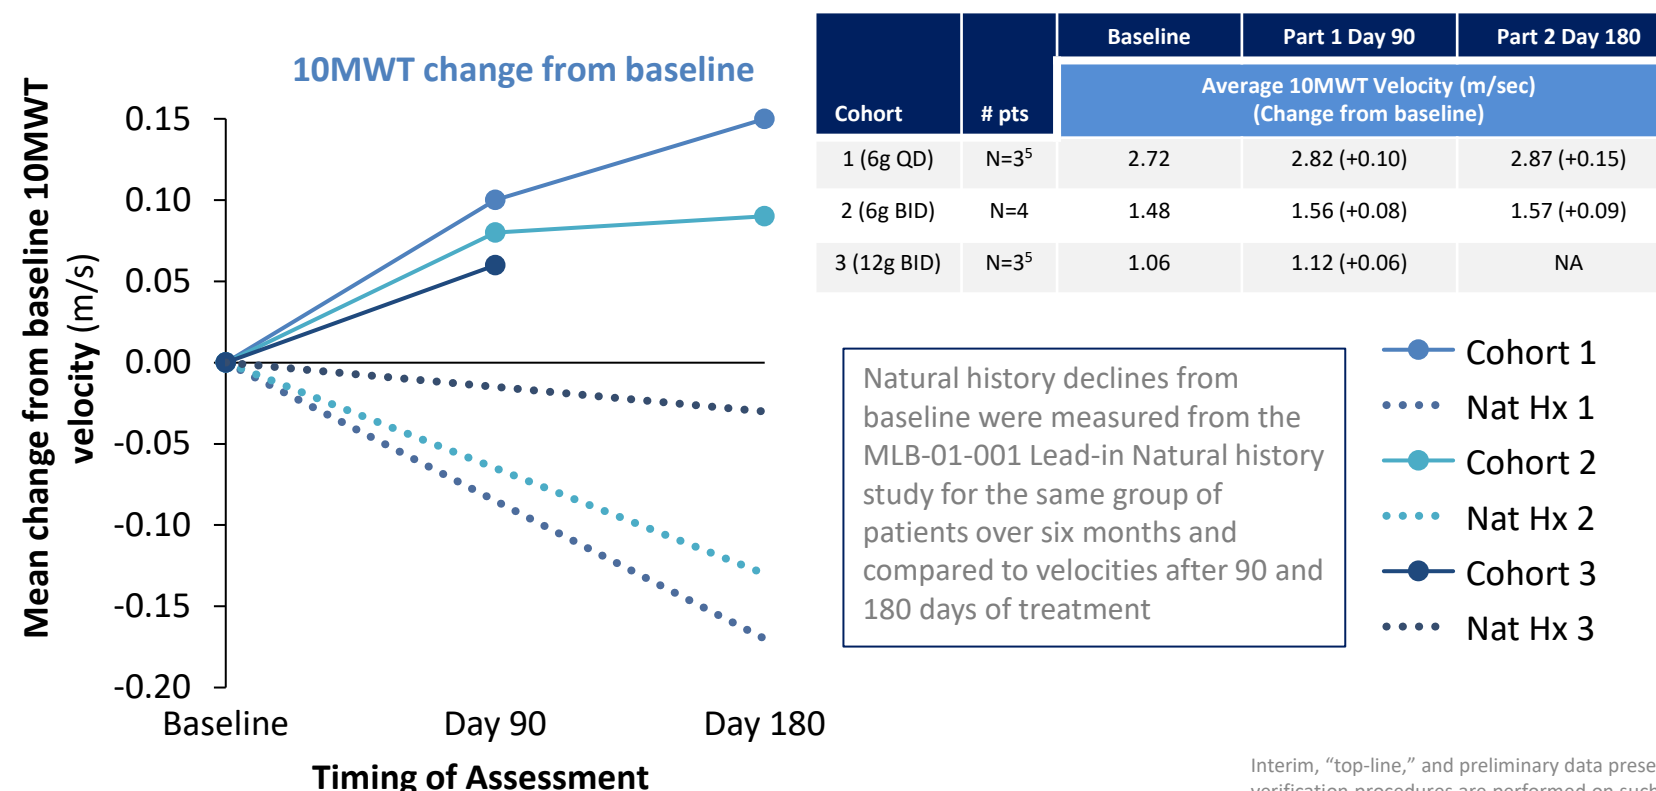 10MWT change from baseline
Mean change from baseline 10MWT
velocity (m/s)
0.15
0.10
0.05
0.00
-0.05
-0.10
-0.15
-0.20
Baseline Day 90 Day 180
Timing of Assessment
Baseline Part 1 Day 90 Part 2 Day 180
Cohort # pts Average 10MWT Velocity (m/sec)
(Change from baseline)
1 (6g QD) N=3⁵ 2.72 2.82 (+0.10) 2.87 (+0.15)
2 (6g BID) N=4 1.48 1.56 (+0.08) 1.57 (+0.09)
3 (12g BID) N=3⁵ 1.06 1.12 (+0.06) NA
Natural history declines from
baseline were measured from the
MLB-01-001 Lead-in Natural history
study for the same group of
patients over six months and
compared to velocities after 90 and
180 days of treatment
Cohort 1
Nat Hx 1
Cohort 2
Nat Hx 2
Cohort 3
Nat Hx 3
Interim, “top-line,” and preliminary data prese
verification procedures are performed on such